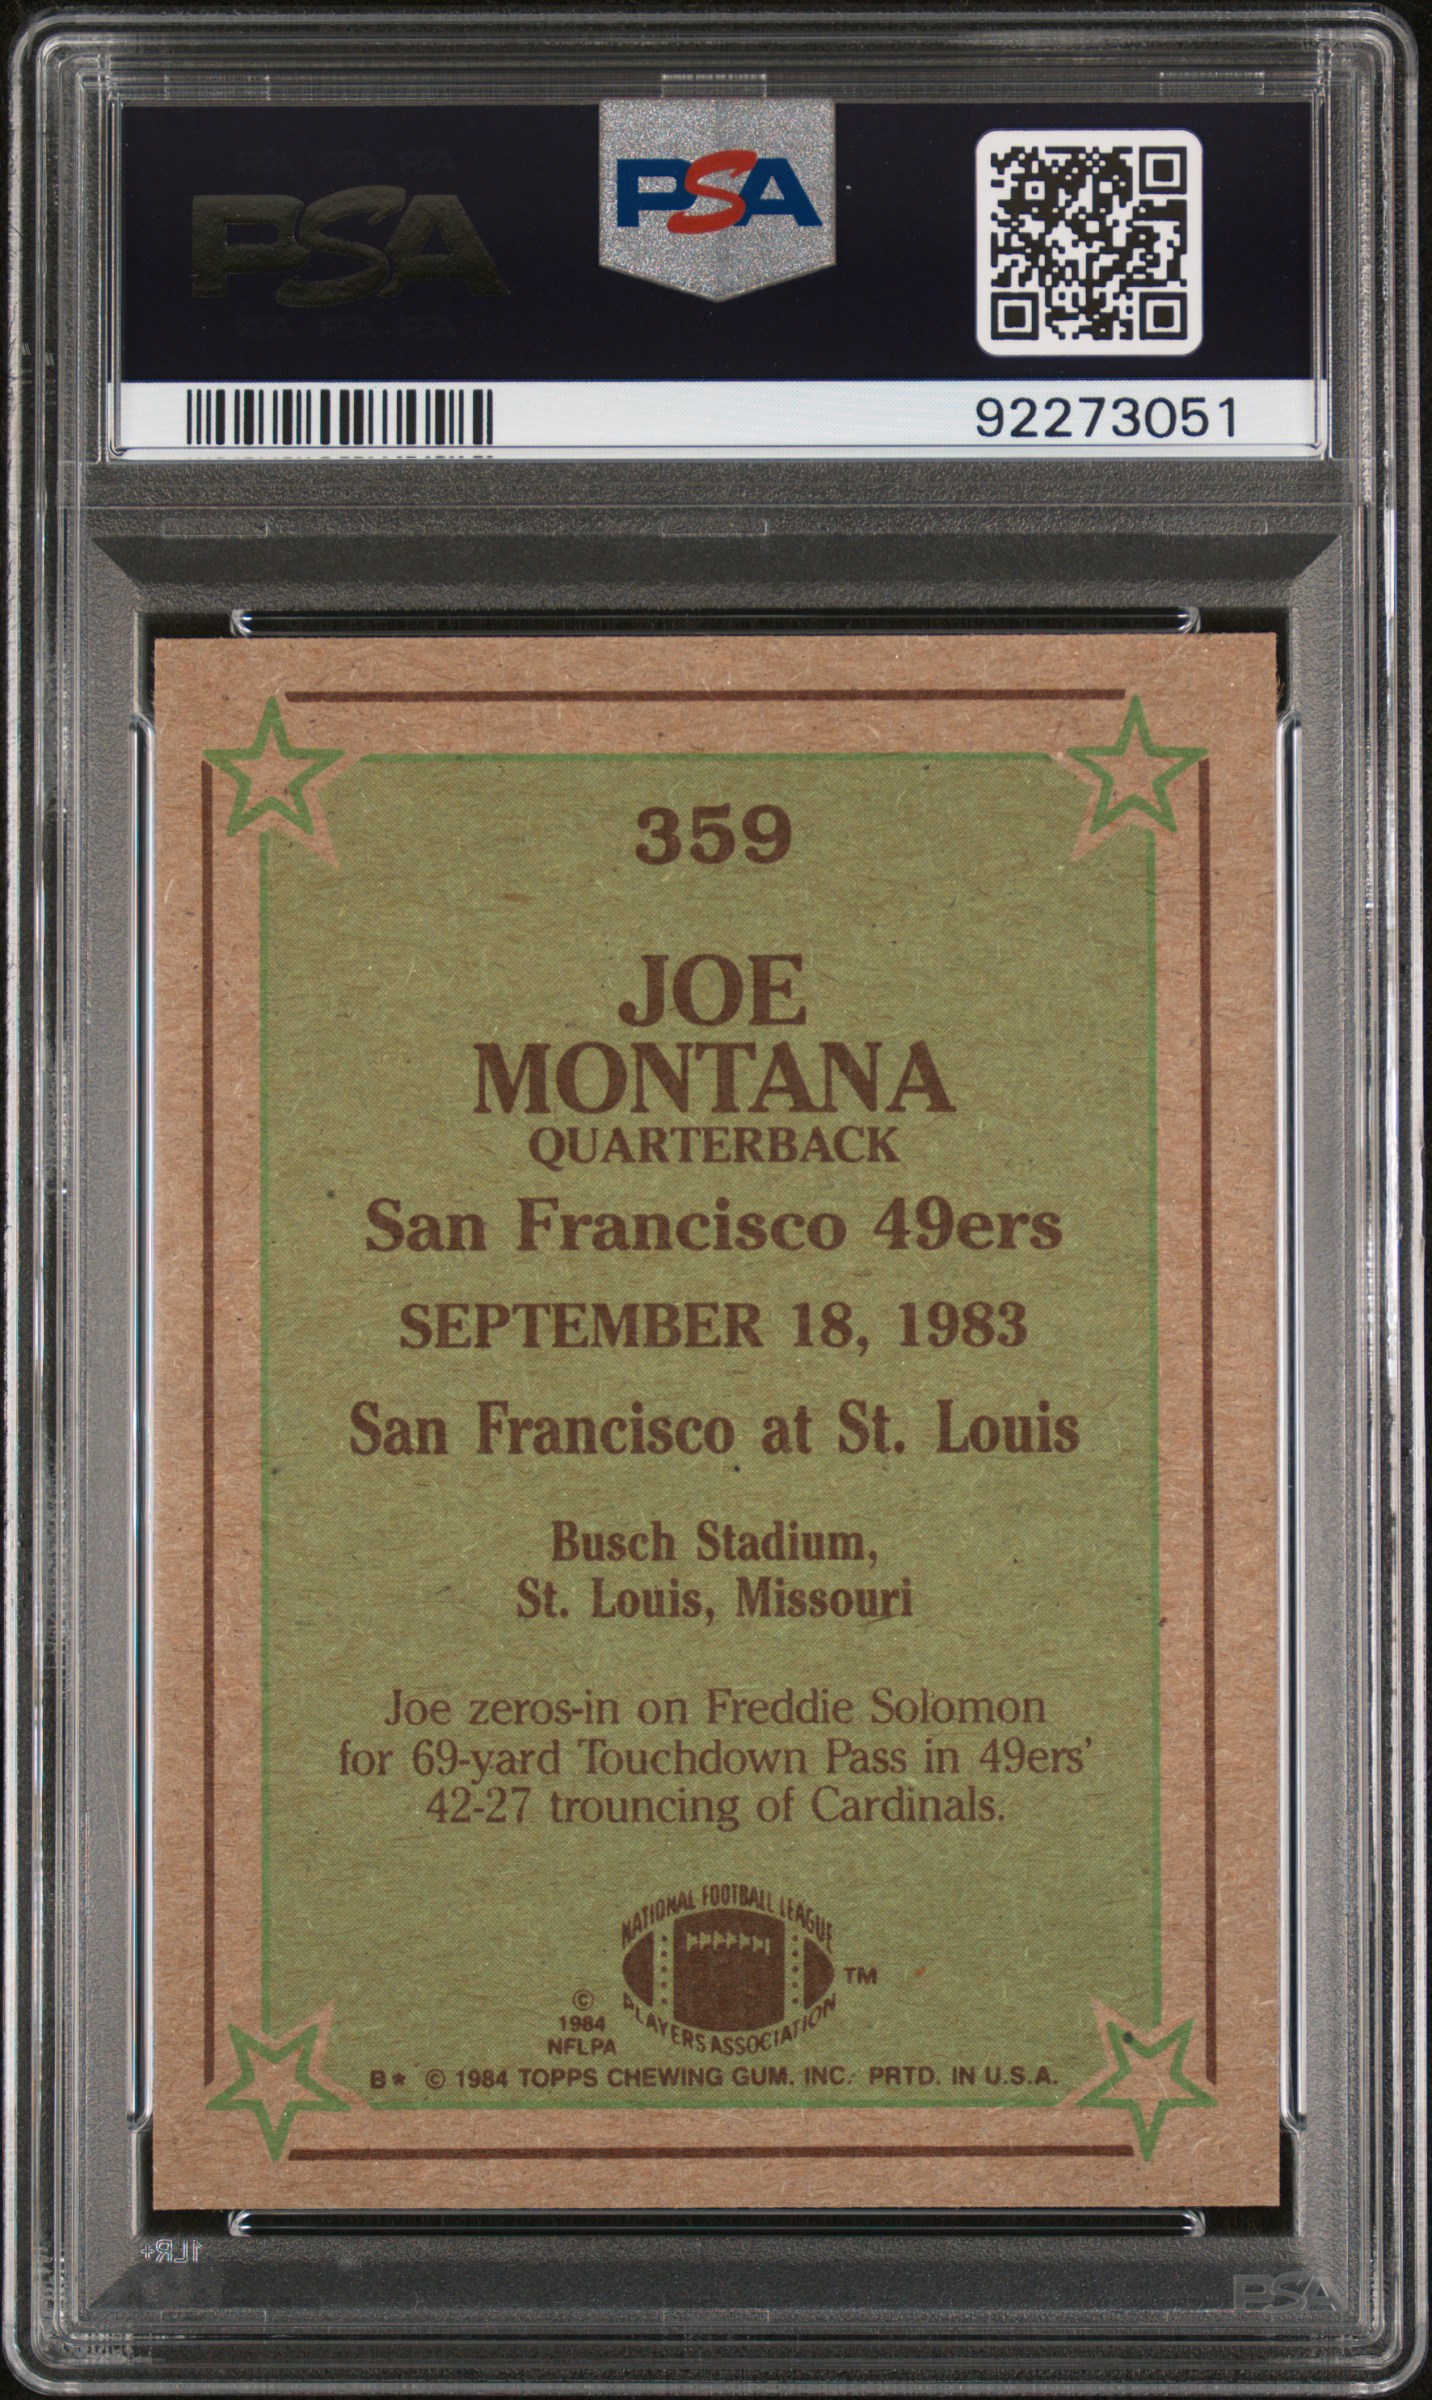 PSA
PSA
92273051
359
JOE
MONTANA
QUARTERBACK
San Francisco 49ers
SEPTEMBER 18, 1983
San Francisco at St. Louis
Busch Stadium,
St. Louis, Missouri
Joe zeros-in on Freddie Solomon
for 69-yard Touchdown Pass in 49ers'
42-27 trouncing of Cardinals.
NATIONAL FOOTBALL LEAGUE
PLAYERS ASSOCIATION
TM
©
1984
NFLPA
B* © 1984 TOPPS CHEWING GUM. INC. PRTD. IN U.S.A.
1LR+
PSA